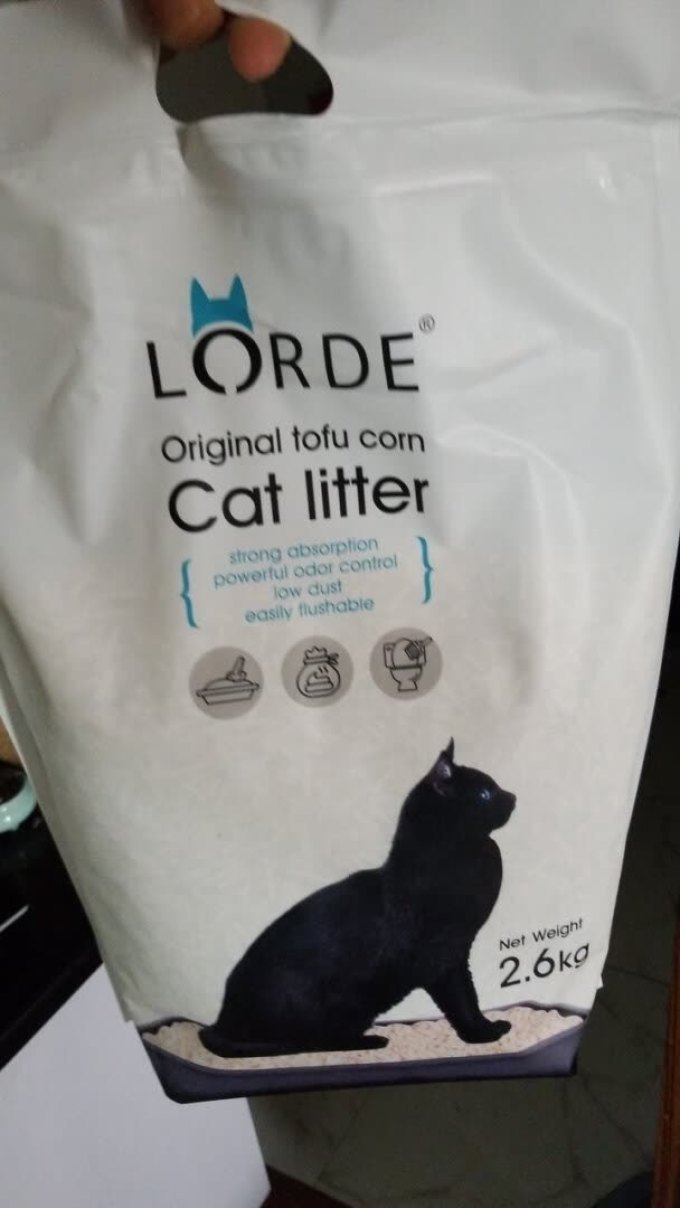 LORDE®
Original tofu corn
Cat litter
strong absorption
powerful odor control
low dust
easily flushable
Net Weight
2.6kg